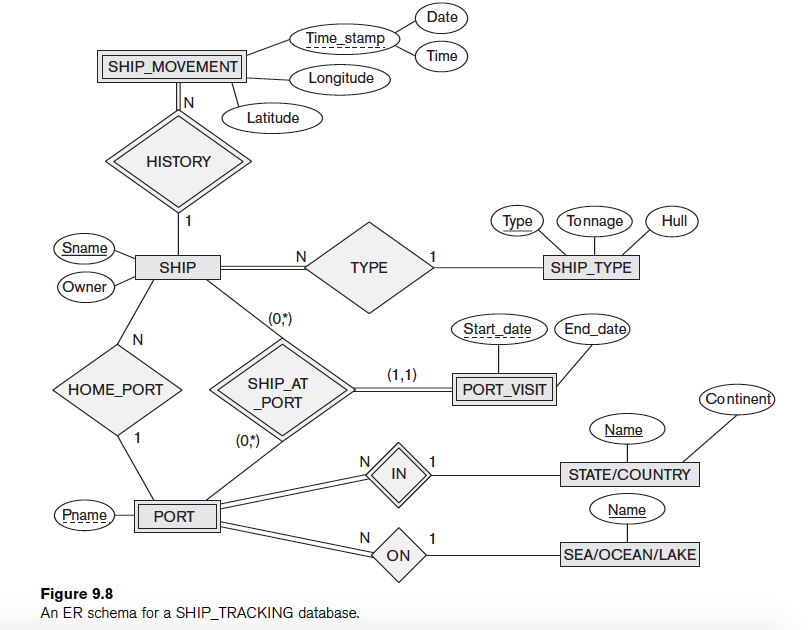 Date
Time_stamp
Time
SHIP_MOVEMENT
Longitude
N
Latitude
HISTORY
1
Sname
Owner
SHIP
N
TYPE
1
Type
Tonnage
Hull
SHIP_TYPE
(0,*)
N
HOME_PORT
1
SHIP_AT
_PORT
(0,*)
(1,1)
Start_date
End_date
PORT_VISIT
Continent
Name
N
IN
1
STATE/COUNTRY
Pname
PORT
Name
N
ON
1
SEA/OCEAN/LAKE
Figure 9.8
An ER schema for a SHIP_TRACKING database.